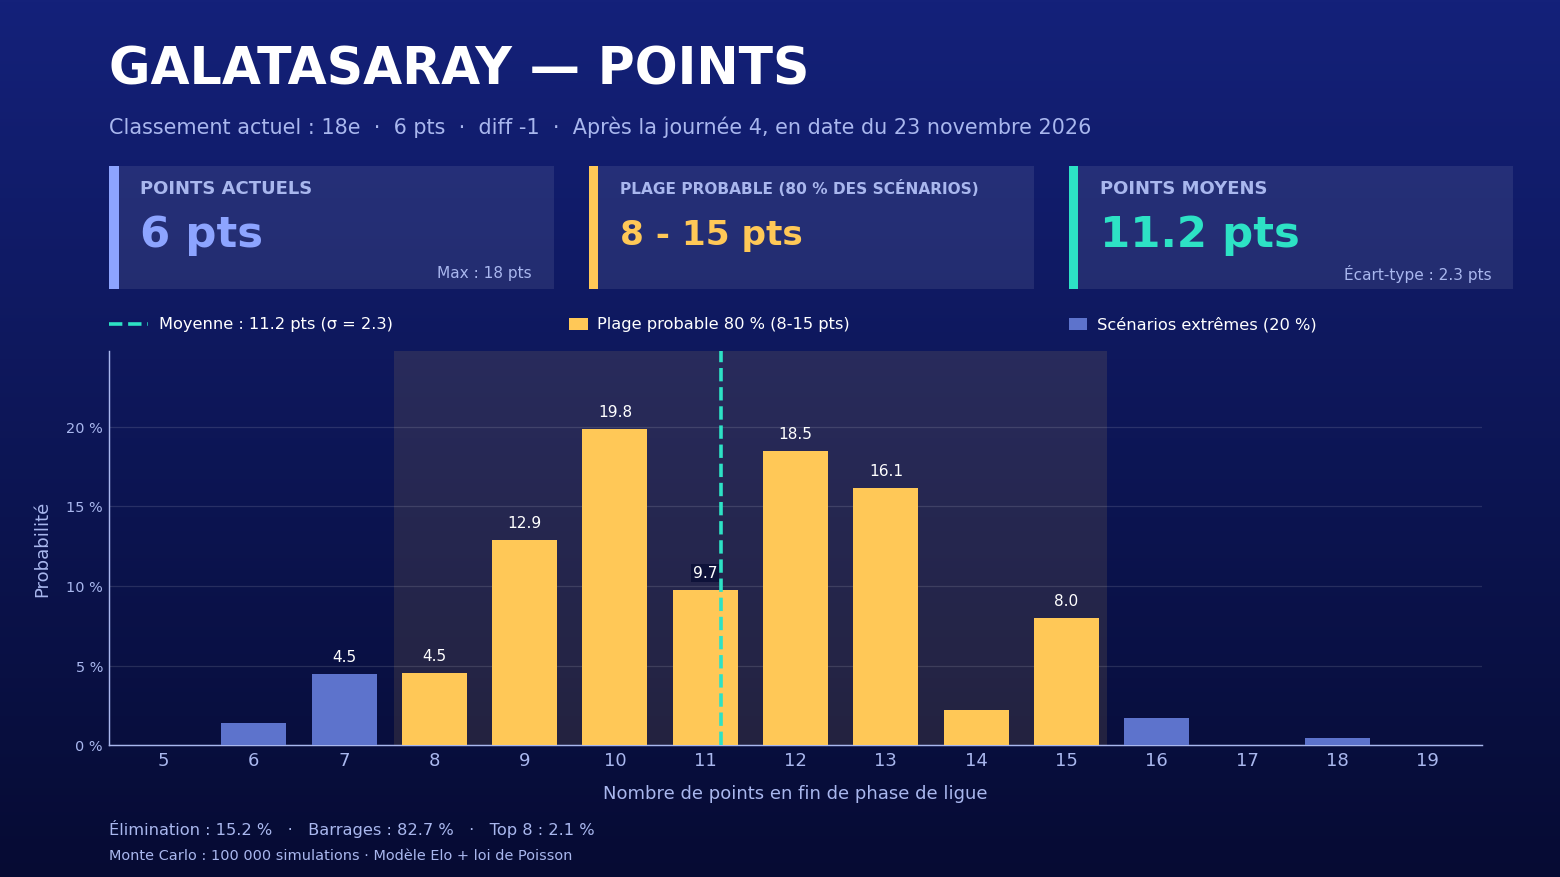 GALATASARAY — POINTS
Classement actuel : 18e · 6 pts · diff -1 · Après la journée 4, en date du 23 novembre 2026
POINTS ACTUELS
6 pts
Max : 18 pts
PLAGE PROBABLE (80 % DES SCÉNARIOS)
8 - 15 pts
POINTS MOYENS
11.2 pts
Écart-type : 2.3 pts
Moyenne : 11.2 pts (σ = 2.3)
Plage probable 80 % (8-15 pts)
Scénarios extrêmes (20 %)
Probabilité
20 %
15 %
10 %
5 %
0 %
4.5
4.5
12.9
19.8
9.7
18.5
16.1
8.0
5 6 7 8 9 10 11 12 13 14 15 16 17 18 19
Nombre de points en fin de phase de ligue
Élimination : 15.2 % · Barrages : 82.7 % · Top 8 : 2.1 %
Monte Carlo : 100 000 simulations · Modèle Elo + loi de Poisson